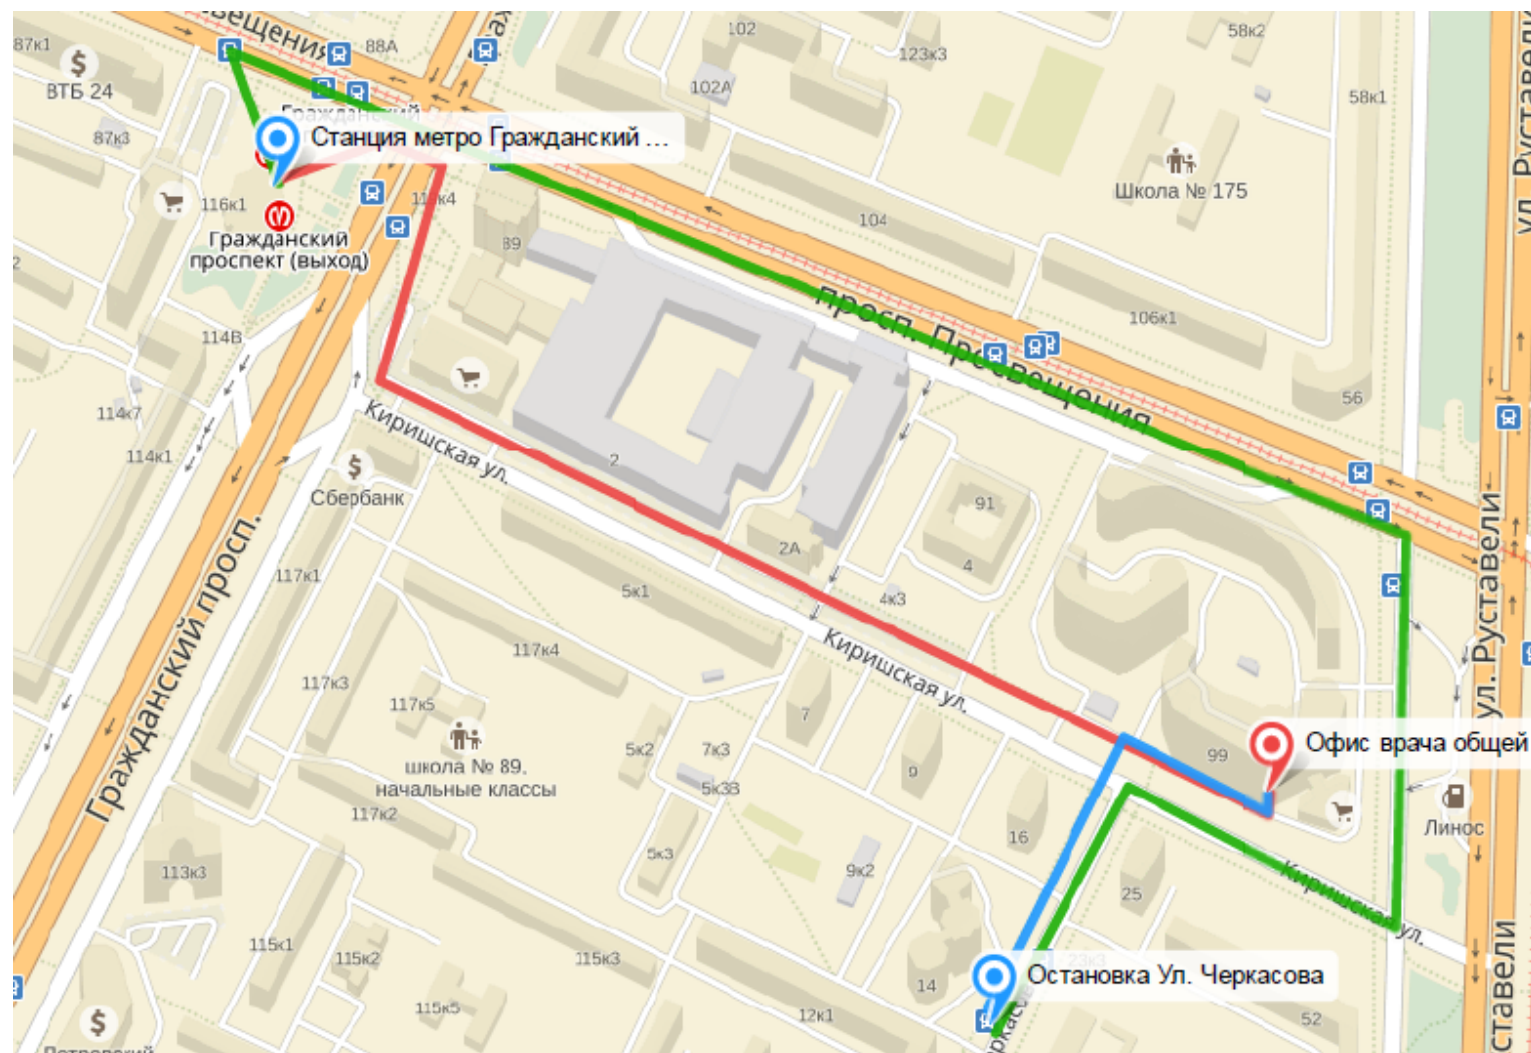 87к1
88А
102
123к3
58к2
ВТБ 24
102А
58к1
Гражданский
87к3
Станция метро Гражданский ...
Школа № 175
116к1
104
ул. Руставели
Гражданский
проспект (выход)
89
просп. Просвещения
106к1
114В
56
114к7
Киришская ул.
114к1
2
Сбербанк
91
2А
4
117к1
5к1
4к3
Киришская ул.
117к4
Гражданский просп.
117к3
117к5
7
ул. Руставели
школа № 89,
начальные классы
5к2
7к3
9
99
Офис врача общей
5к3В
117к2
16
Линос
5к3
9к2
113к3
25
Киришская ул.
115к1
115к2
115к3
14
23к3
Остановка Ул. Черкасова
115к5
12к1
52